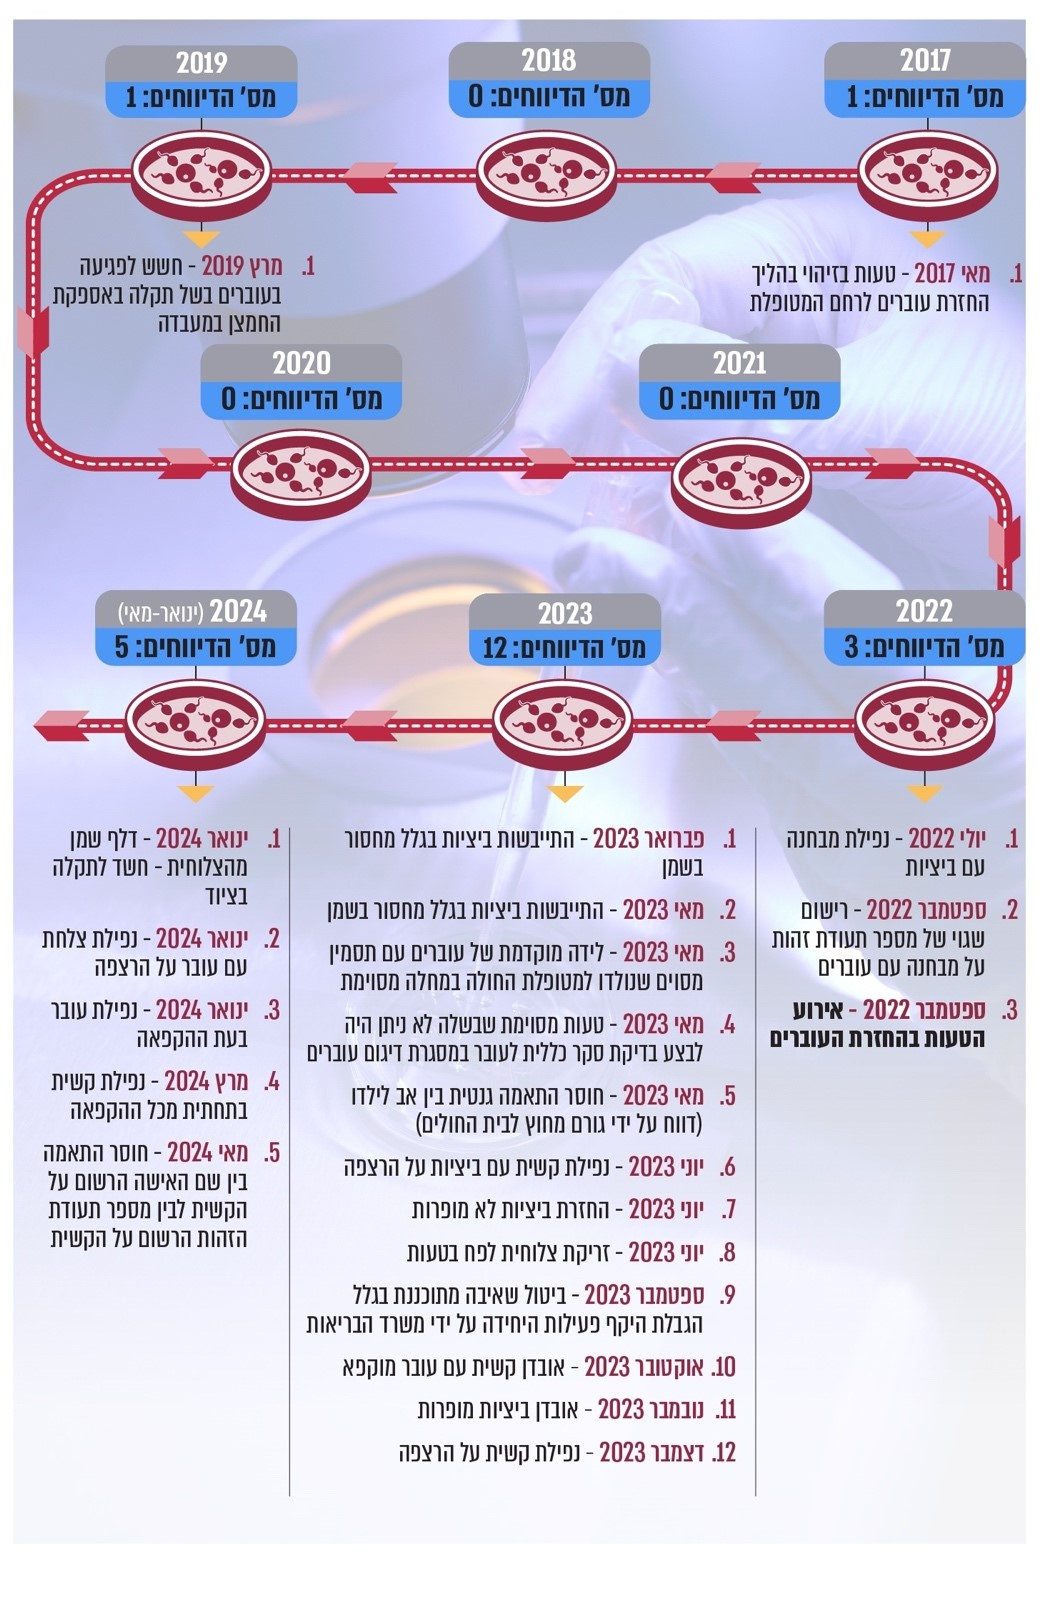 2017
מס' הדיווחים: 1
2018
מס' הדיווחים: 0
2019
מס' הדיווחים: 1
1. מאי 2017 - טעות בזיהוי בהליך
החזרת עוברים לרחם המטופלת
1. מרץ 2019 - חשש לפגיעה
בעוברים בשל תקלה באספקת
החמצן במעבדה
2020
מס' הדיווחים: 0
2021
מס' הדיווחים: 0
2022
מס' הדיווחים: 3
2023
מס' הדיווחים: 12
2024 (ינואר-מאי)
מס' הדיווחים: 5
1. יולי 2022 - נפילת מבחנה
עם ביציות
2. ספטמבר 2022 - רישום
שגוי של מספר תעודת זהות
על מבחנה עם עוברים
3. ספטמבר 2022 - אירוע
הטעות בהחזרת העוברים
1. פברואר 2023 - התייבשות ביציות בגלל מחסור
בשמן
2. מאי 2023 - התייבשות ביציות בגלל מחסור בשמן
3. מאי 2023 - לידה מוקדמת של עוברים עם תסמין
מסוים שנולדו למטופלת החולה במחלה מסוימת
4. מאי 2023 - טעות מסוימת שבשלה לא ניתן היה
לבצע בדיקת סקר כללית לעובר במסגרת דיגום עוברים
5. מאי 2023 - חוסר התאמה גנטית בין אב לילדו
(דווח על ידי גורם מחוץ לבית החולים)
6. יוני 2023 - נפילת קשית עם ביציות על הרצפה
7. יוני 2023 - החזרת ביציות לא מופרות
8. יוני 2023 - זריקת צלוחית לפח בטעות
9. ספטמבר 2023 - ביטול שאיבה מתוכננת בגלל
הגבלת היקף פעילות היחידה על ידי משרד הבריאות
10. אוקטובר 2023 - אובדן קשית עם עובר מוקפא
11. נובמבר 2023 - אובדן ביציות מופרות
12. דצמבר 2023 - נפילת קשית על הרצפה
1. ינואר 2024 - דלף שמן
מהצלוחית - חשד לתקלה
בציוד
2. ינואר 2024 - נפילת צלחת
עם עובר על הרצפה
3. ינואר 2024 - נפילת עובר
בעת ההקפאה
4. מרץ 2024 - נפילת קשית
בתחתית מכל ההקפאה
5. מאי 2024 - חוסר התאמה
בין שם האישה הרשום על
הקשית לבין מספר תעודת
הזהות הרשום על הקשית